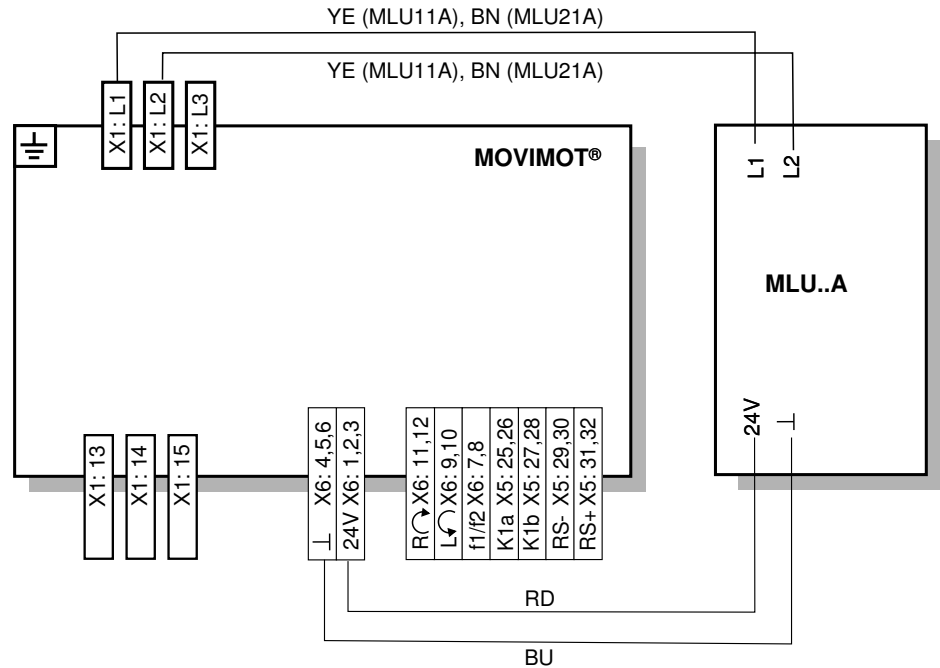 YE (MLU11A), BN (MLU21A)
YE (MLU11A), BN (MLU21A)
X1: L1
X1: L2
X1: L3
MOVIMOT®
L1
L2
MLU..A
24V
⊥
X1: 13
X1: 14
X1: 15
⊥ X6: 4,5,6
24V X6: 1,2,3
R X6: 11,12
L X6: 9,10
f1/f2 X6: 7,8
K1a X5: 25,26
K1b X5: 27,28
RS- X5: 29,30
RS+ X5: 31,32
RD
BU